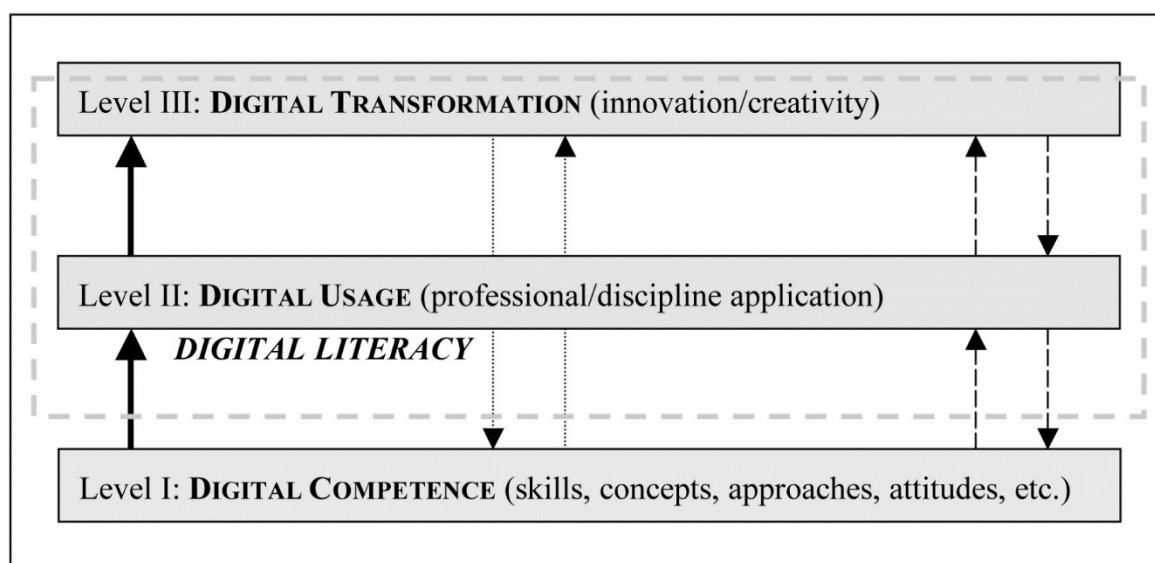 Level III: DIGITAL TRANSFORMATION (innovation/creativity)
Level II: DIGITAL USAGE (professional/discipline application)
DIGITAL LITERACY
Level I: DIGITAL COMPETENCE (skills, concepts, approaches, attitudes, etc.)